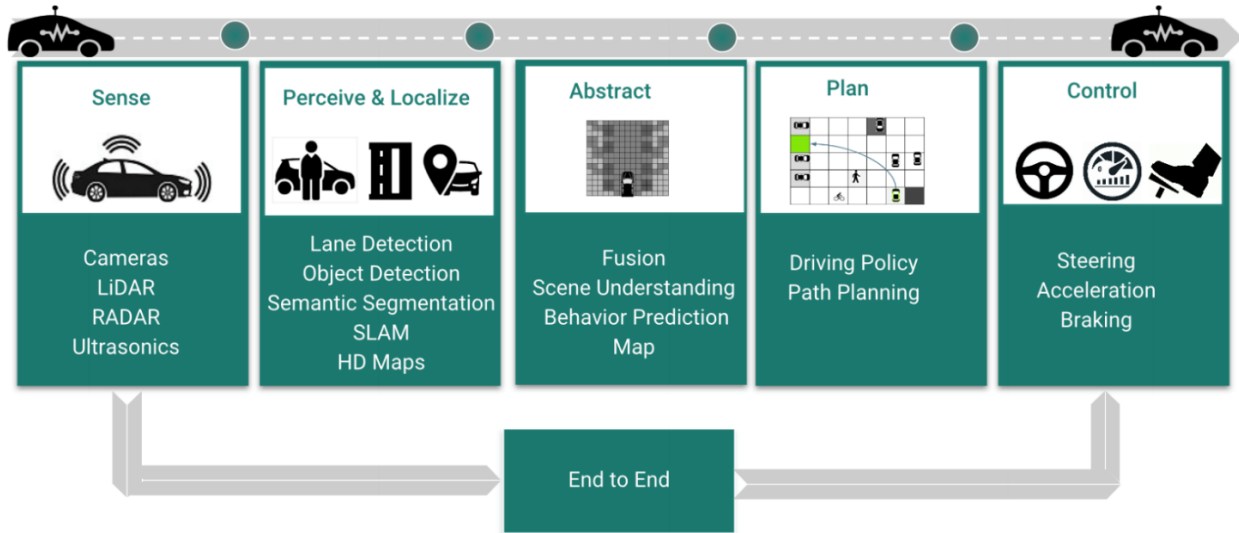 Sense
Cameras
LiDAR
RADAR
Ultrasonics
Perceive & Localize
Lane Detection
Object Detection
Semantic Segmentation
SLAM
HD Maps
Abstract
Fusion
Scene Understanding
Behavior Prediction
Map
Plan
Driving Policy
Path Planning
Control
Steering
Acceleration
Braking
End to End